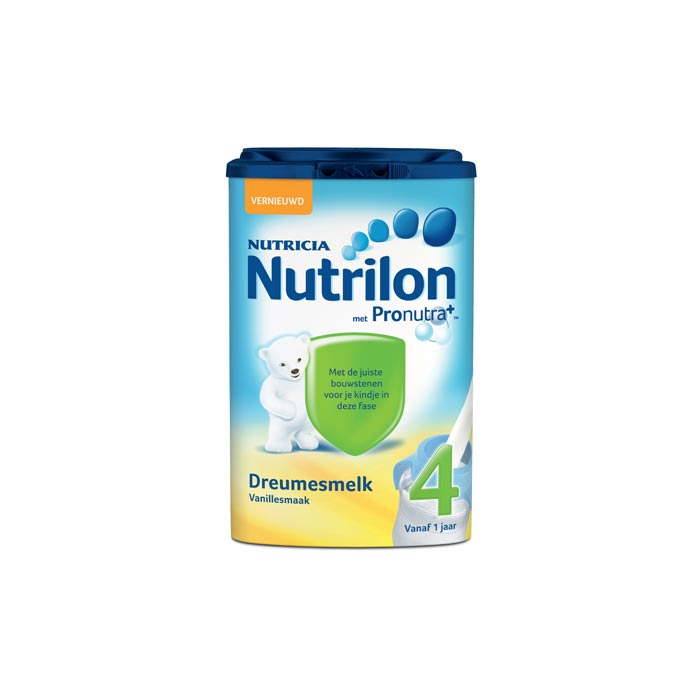 VERNIEUWD
NUTRICIA
Nutrilon
met Pronutra+™
Met de juiste
bouwstenen
voor je kindje in
deze fase
Dreumesmelk
Vanillesmaak
4
Vanaf 1 jaar